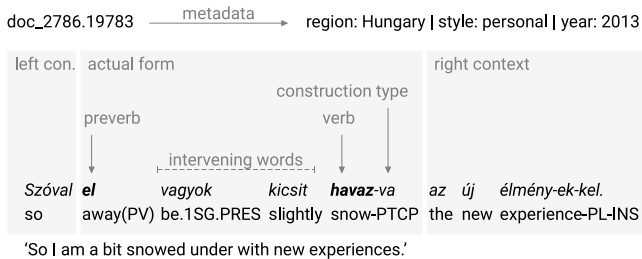 doc_2786.19783 metadata region: Hungary | style: personal | year: 2013
left con. actual form right context
construction type
preverb verb
intervening words
Szóval el vagyok kicsit havaz-va az új élmény-ek-kel.
so away(PV) be.1SG.PRES slightly snow-PTCP the new experience-PL-INS
'So I am a bit snowed under with new experiences.'